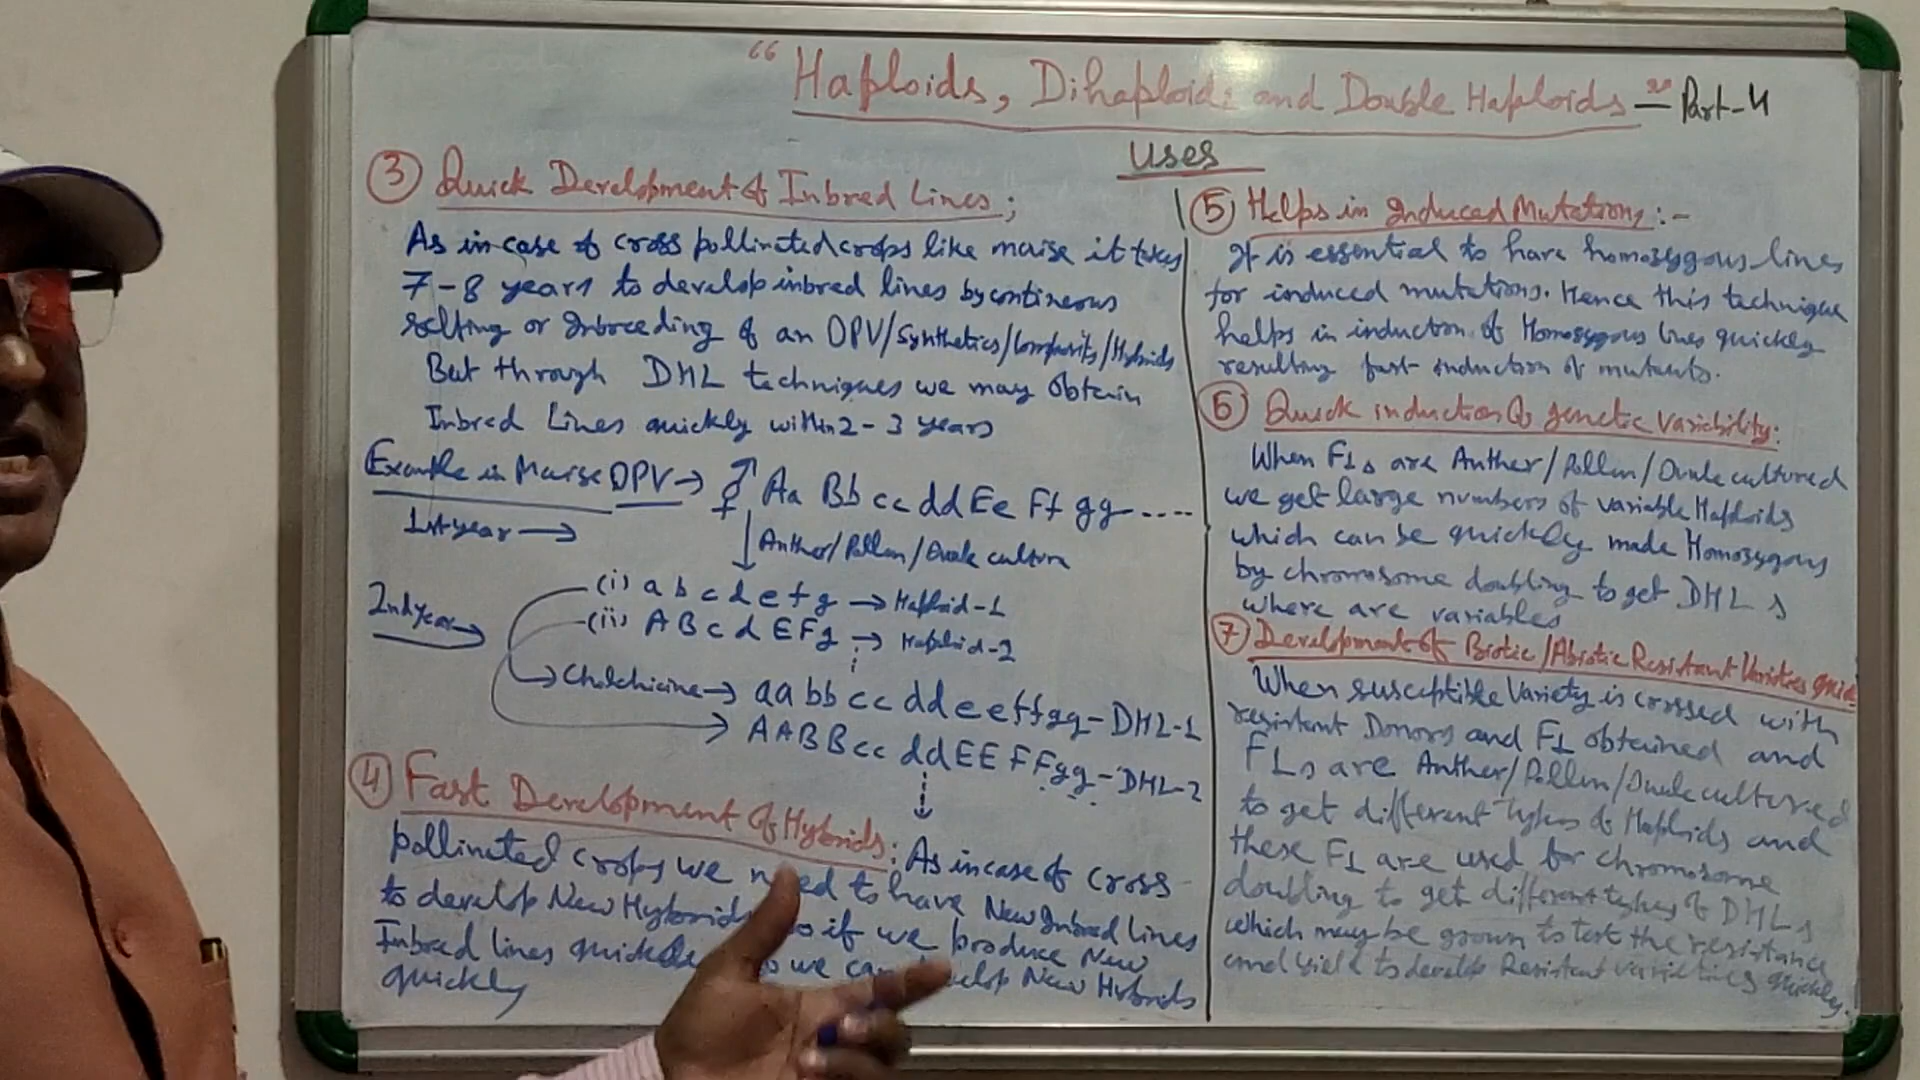 "Haploids, Dihaploids and Double Haploids" — Part-4
Uses
③ Quick Development of Inbred Lines;
As in case of cross pollinated crops like maize it takes
7-8 years to develop inbred lines by contineous
selfing or Inbreeding of an OPV/Synthetics/Composits/Hybrids
But through DHL techniques we may obtain
Inbred Lines quickly within 2-3 years
Example in Maize OPV → Aa Bb cc dd Ee Ff gg ....
1st year →
Anther/Pollen/Ovule culture
(i) a b c d e f g → Haploid-1
2nd year →
(ii) A B c d E F g → Haploid-2
Cholchicine → aa bb cc dd ee ff gg - DHL-1
AA BB cc dd EE FF gg - DHL-2
④ Fast Development of Hybrids: As in case of cross
pollinated crops we need to have New Inbred lines
to develop New Hybrids so if we produce New
Inbred lines so we can develop New Hybrids
quickly
⑤ Helps in Induced Mutations:-
It is essential to have homozygous lines
for induced mutations. Hence this technique
helps in induction of Homozygous lines quickly
resulting fast induction of mutants.
⑥ Quick induction of genetic variability:
When F1s are Anther/Pollen/Ovule cultured
we get large numbers of variable Haploids
which can be quickly made Homozygous
by chromosome doubling to get DHLs
where are variables
⑦ Development of Biotic/Abiotic Resistant Varieties
When susceptible Variety is crossed with
resistant Donors and F1 obtained and
F1s are Anther/Pollen/Ovule cultured
to get different types of Haploids and
these F1 are used for chromosome
doubling to get different types of DHLs
which may be grown to test the resistance
and yield to develop Resistant varieties quickly.